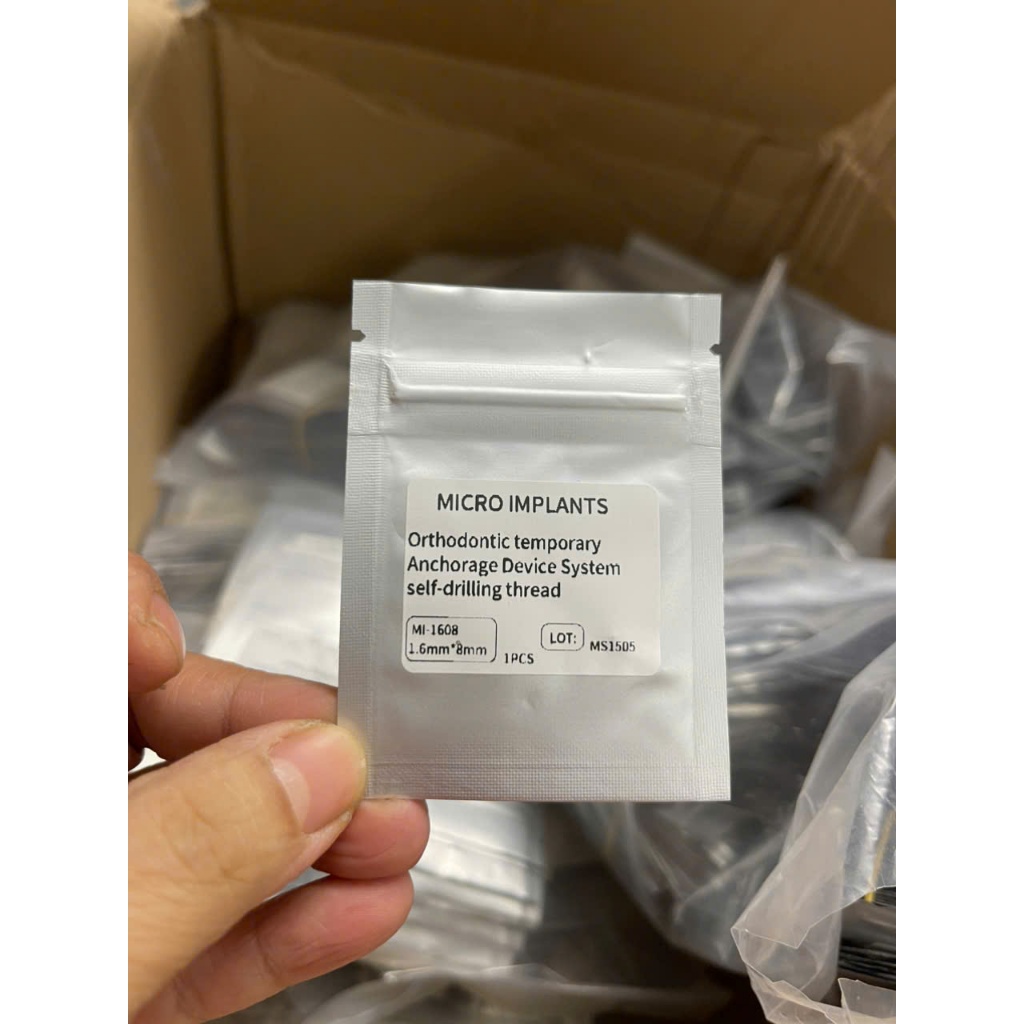 MICRO IMPLANTS
Orthodontic temporary
Anchorage Device System
self-drilling thread
MI-1608
1.6mm*8mm
1PCS
LOT: MS1505